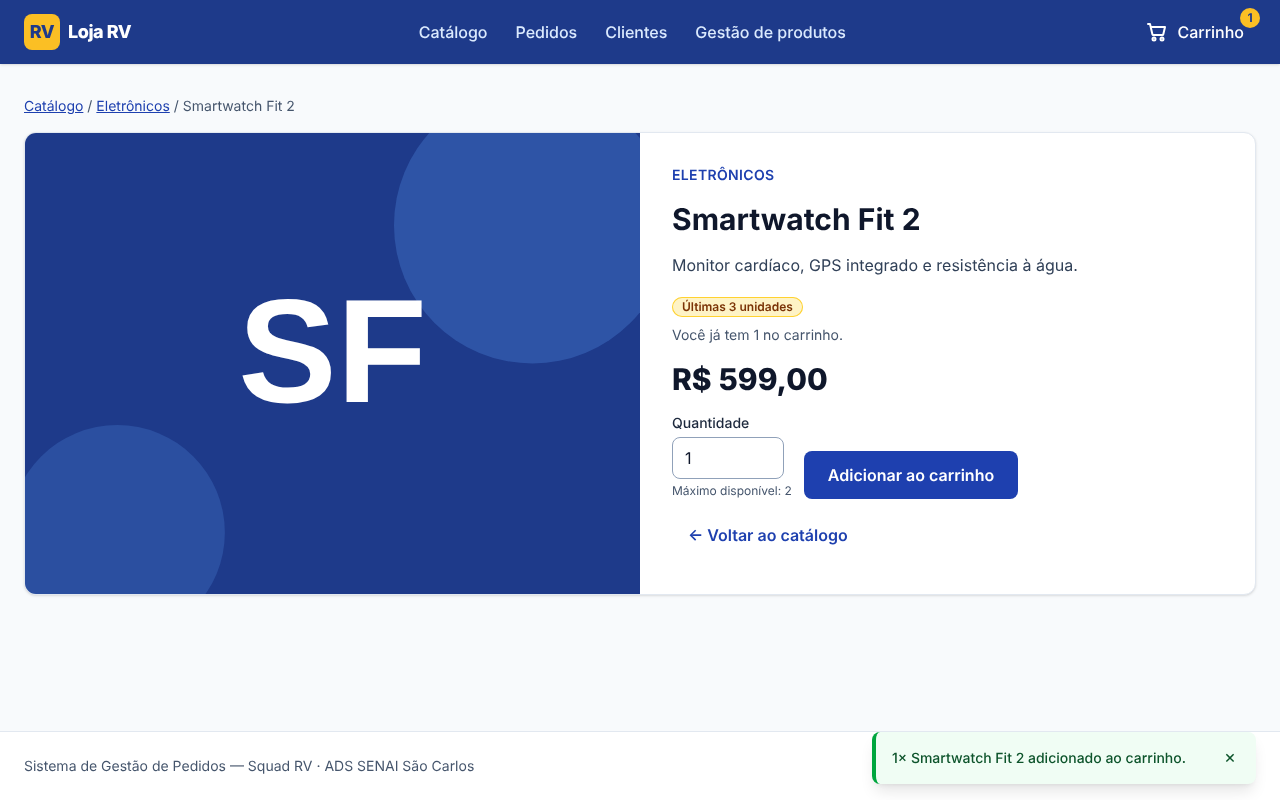 RV Loja RV
Catálogo Pedidos Clientes Gestão de produtos
Carrinho 1
Catálogo / Eletrônicos / Smartwatch Fit 2
SF
ELETRÔNICOS
Smartwatch Fit 2
Monitor cardíaco, GPS integrado e resistência à água.
Últimas 3 unidades
Você já tem 1 no carrinho.
R$ 599,00
Quantidade
1
Máximo disponível: 2
Adicionar ao carrinho
← Voltar ao catálogo
Sistema de Gestão de Pedidos — Squad RV · ADS SENAI São Carlos
1× Smartwatch Fit 2 adicionado ao carrinho. ✕